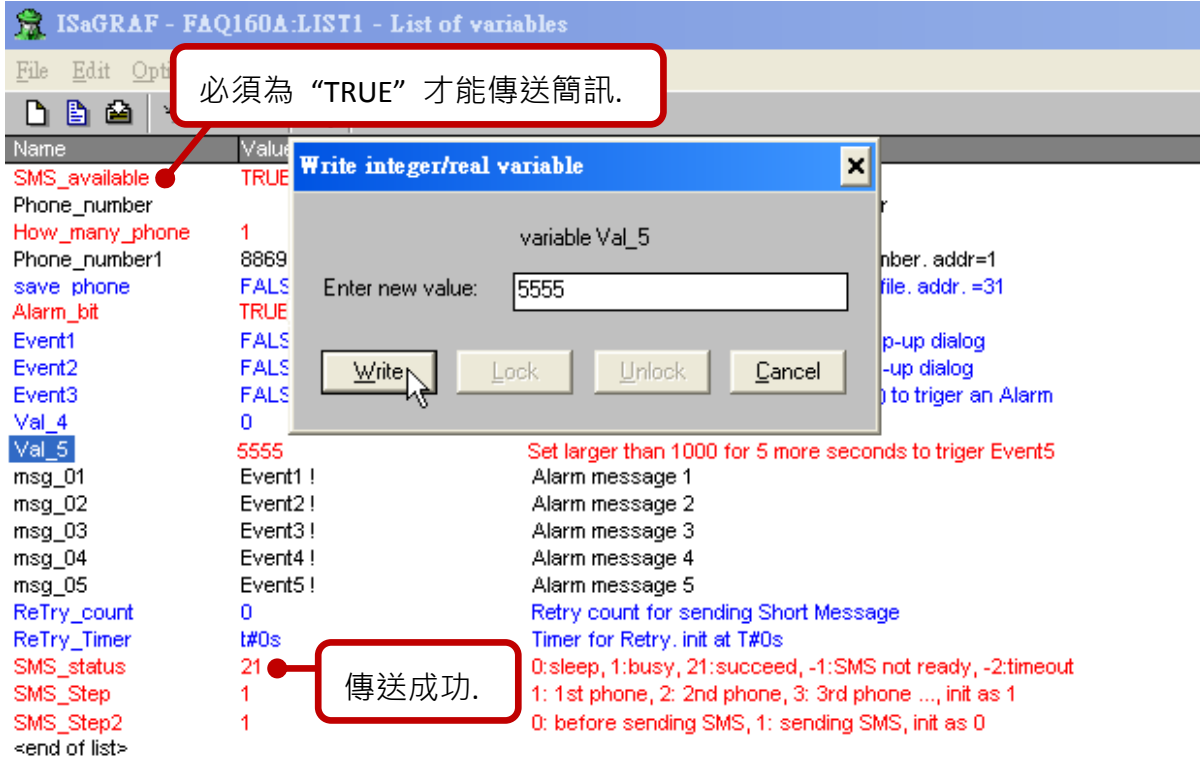 ISaGRAF - FAQ160A:LIST1 - List of variables
File Edit Opti
必須為 “TRUE” 才能傳送簡訊.
Name Value
Write integer/real variable
SMS_available TRUE
Phone_number r
How_many_phone 1
variable Val_5
Phone_number1 8869 nber. addr=1
save phone FALS file. addr. =31
Enter new value: 5555
Alarm_bit TRUE
Event1 FALS p-up dialog
Event2 FALS -up dialog
Write Lock Unlock Cancel
Event3 FALS ) to triger an Alarm
Val_4 0
Val_5 5555 Set larger than 1000 for 5 more seconds to triger Event5
msg_01 Event1 ! Alarm message 1
msg_02 Event2 ! Alarm message 2
msg_03 Event3 ! Alarm message 3
msg_04 Event4 ! Alarm message 4
msg_05 Event5 ! Alarm message 5
ReTry_count 0 Retry count for sending Short Message
ReTry_Timer t#0s Timer for Retry. init at T#0s
SMS_status 21 0:sleep, 1:busy, 21:succeed, -1:SMS not ready, -2:timeout
傳送成功.
SMS_Step 1 1: 1st phone, 2: 2nd phone, 3: 3rd phone ..., init as 1
SMS_Step2 1 0: before sending SMS, 1: sending SMS, init as 0
<end of list>